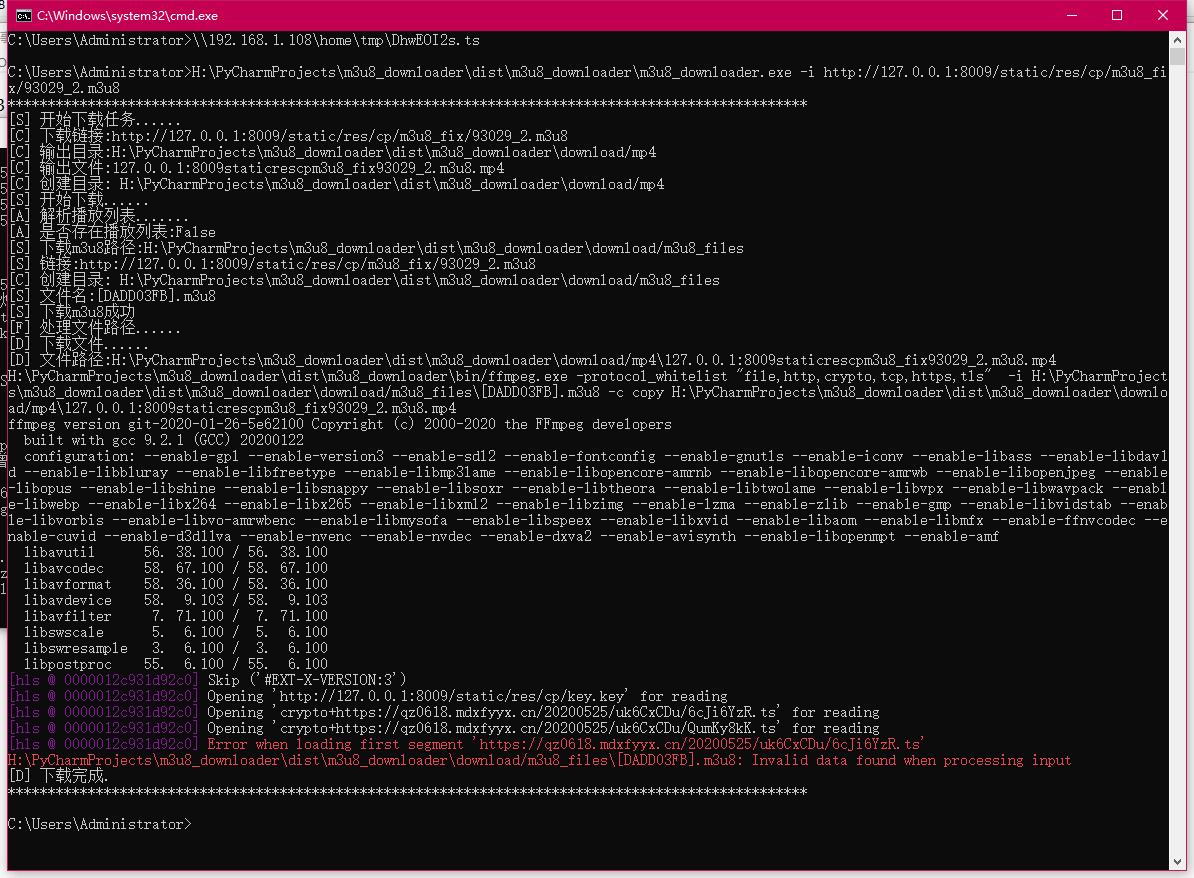 C:\Windows\system32\cmd.exe
C:\Users\Administrator>\\192.168.1.108\home\tmp\DhwEOI2s.ts
C:\Users\Administrator>H:\PyCharmProjects\m3u8_downloader\dist\m3u8_downloader\m3u8_downloader.exe -i http://127.0.0.1:8009/static/res/cp/m3u8_fi
x/93029_2.m3u8
****************************************************************************************************
[S] 开始下载任务......
[C] 下载链接:http://127.0.0.1:8009/static/res/cp/m3u8_fix/93029_2.m3u8
[C] 输出目录:H:\PyCharmProjects\m3u8_downloader\dist\m3u8_downloader\download/mp4
[C] 输出文件:127.0.0.1:8009staticrescpm3u8_fix93029_2.m3u8.mp4
[C] 创建目录: H:\PyCharmProjects\m3u8_downloader\dist\m3u8_downloader\download/mp4
[S] 开始下载......
[A] 解析播放列表.......
[A] 是否存在播放列表:False
[S] 下载m3u8路径:H:\PyCharmProjects\m3u8_downloader\dist\m3u8_downloader\download/m3u8_files
[S] 链接:http://127.0.0.1:8009/static/res/cp/m3u8_fix/93029_2.m3u8
[C] 创建目录: H:\PyCharmProjects\m3u8_downloader\dist\m3u8_downloader\download/m3u8_files
[S] 文件名:[DADD03FB].m3u8
[S] 下载m3u8成功
[F] 处理文件路径......
[D] 下载文件......
[D] 文件路径:H:\PyCharmProjects\m3u8_downloader\dist\m3u8_downloader\download/mp4\127.0.0.1:8009staticrescpm3u8_fix93029_2.m3u8.mp4
H:\PyCharmProjects\m3u8_downloader\dist\m3u8_downloader\bin/ffmpeg.exe -protocol_whitelist "file,http,crypto,tcp,https,tls"  -i H:\PyCharmProject
s\m3u8_downloader\dist\m3u8_downloader\download/m3u8_files\[DADD03FB].m3u8 -c copy H:\PyCharmProjects\m3u8_downloader\dist\m3u8_downloader\downlo
ad/mp4\127.0.0.1:8009staticrescpm3u8_fix93029_2.m3u8.mp4
ffmpeg version git-2020-01-26-5e62100 Copyright (c) 2000-2020 the FFmpeg developers
built with gcc 9.2.1 (GCC) 20200122
configuration: --enable-gpl --enable-version3 --enable-sdl2 --enable-fontconfig --enable-gnutls --enable-iconv --enable-libass --enable-libdav1
d --enable-libbluray --enable-libfreetype --enable-libmp3lame --enable-libopencore-amrnb --enable-libopencore-amrwb --enable-libopenjpeg --enable
-libopus --enable-libshine --enable-libsnappy --enable-libsoxr --enable-libtheora --enable-libtwolame --enable-libvpx --enable-libwavpack --enabl
e-libwebp --enable-libx264 --enable-libx265 --enable-libxml2 --enable-libzimg --enable-lzma --enable-zlib --enable-gmp --enable-libvidstab --enab
le-libvorbis --enable-libvo-amrwbenc --enable-libmysofa --enable-libspeex --enable-libxvid --enable-libaom --enable-libmfx --enable-ffnvcodec --e
nable-cuvid --enable-d3d11va --enable-nvenc --enable-nvdec --enable-dxva2 --enable-avisynth --enable-libopenmpt --enable-amf
libavutil      56. 38.100 / 56. 38.100
libavcodec     58. 67.100 / 58. 67.100
libavformat    58. 36.100 / 58. 36.100
libavdevice    58.  9.103 / 58.  9.103
libavfilter     7. 71.100 /  7. 71.100
libswscale      5.  6.100 /  5.  6.100
libswresample   3.  6.100 /  3.  6.100
libpostproc    55.  6.100 / 55.  6.100
[hls @ 0000012c931d92c0] Skip ('#EXT-X-VERSION:3')
[hls @ 0000012c931d92c0] Opening 'http://127.0.0.1:8009/static/res/cp/key.key' for reading
[hls @ 0000012c931d92c0] Opening 'crypto+https://qz0618.mdxfyyx.cn/20200525/uk6CxCDu/6cJi6YzR.ts' for reading
[hls @ 0000012c931d92c0] Opening 'crypto+https://qz0618.mdxfyyx.cn/20200525/uk6CxCDu/QumKy8kK.ts' for reading
[hls @ 0000012c931d92c0] Error when loading first segment 'https://qz0618.mdxfyyx.cn/20200525/uk6CxCDu/6cJi6YzR.ts'
H:\PyCharmProjects\m3u8_downloader\dist\m3u8_downloader\download/m3u8_files\[DADD03FB].m3u8: Invalid data found when processing input
[D] 下载完成.
****************************************************************************************************
C:\Users\Administrator>